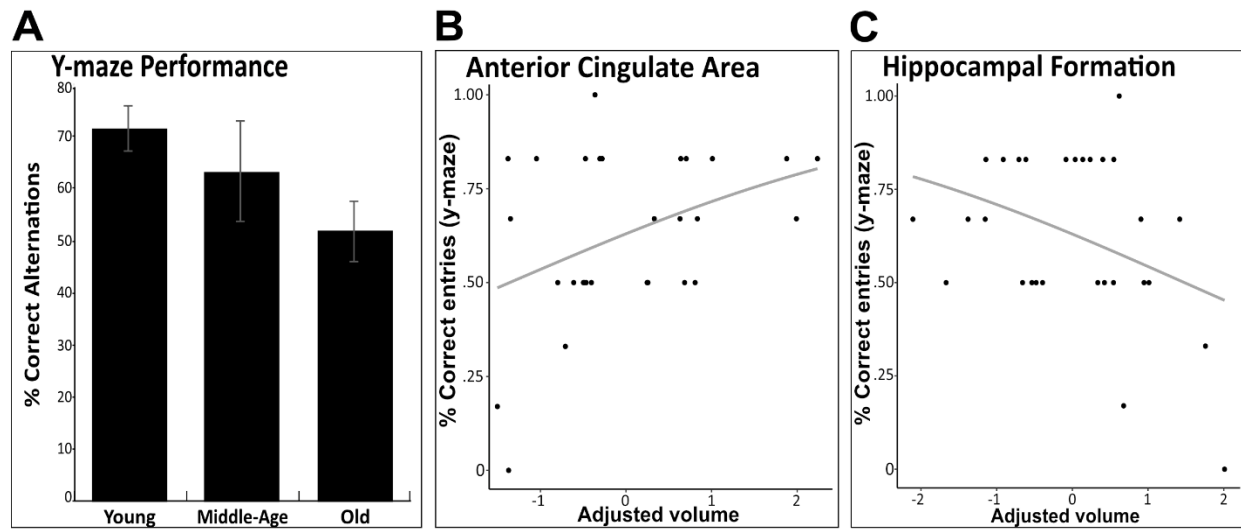 A
Y-maze Performance
% Correct Alternations
80
70
60
50
40
30
20
10
0
Young
Middle-Age
Old
B
Anterior Cingulate Area
% Correct entries (y-maze)
1.00
.75
.50
.25
0
-1
0
1
2
Adjusted volume
C
Hippocampal Formation
% Correct entries (y-maze)
1.00
.75
.50
.25
0
-2
-1
0
1
2
Adjusted volume